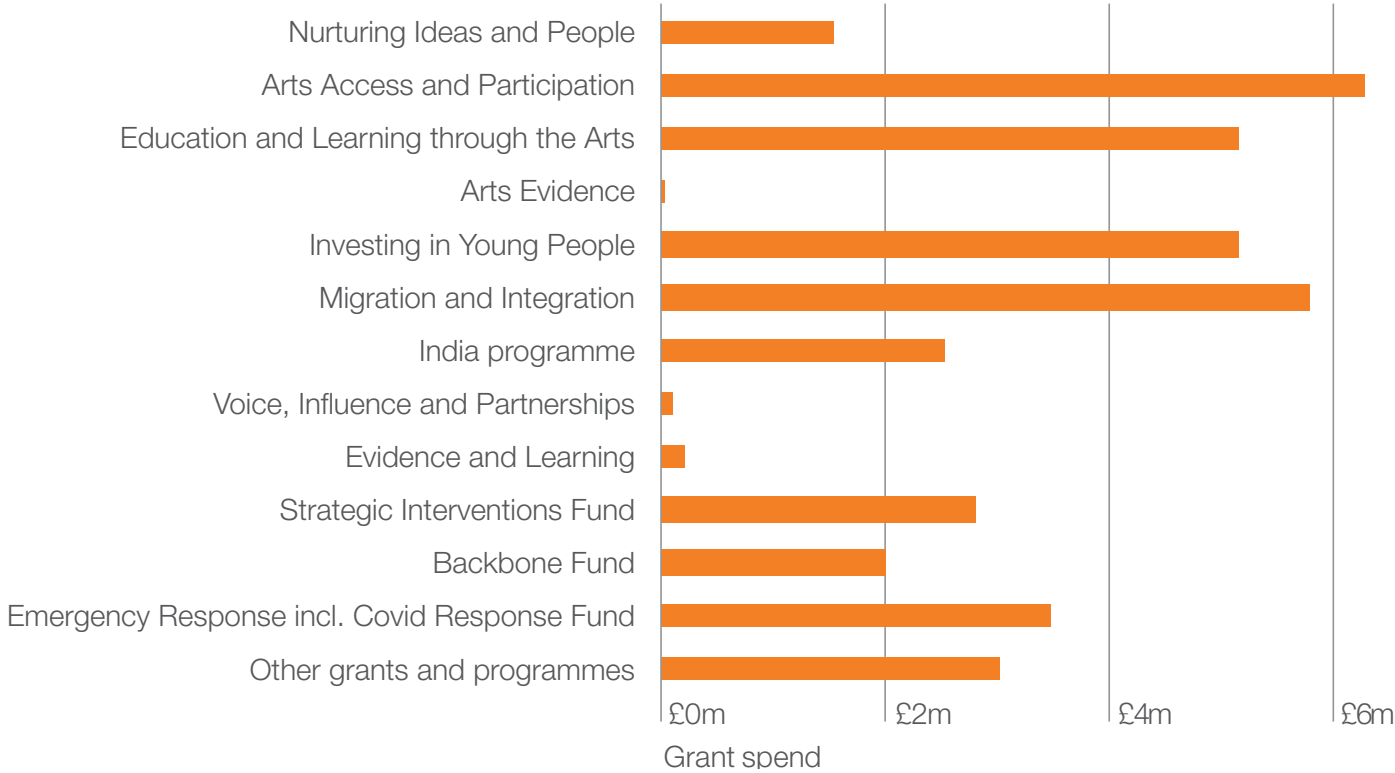 Nurturing Ideas and People
Arts Access and Participation
Education and Learning through the Arts
Arts Evidence
Investing in Young People
Migration and Integration
India programme
Voice, Influence and Partnerships
Evidence and Learning
Strategic Interventions Fund
Backbone Fund
Emergency Response incl. Covid Response Fund
Other grants and programmes
£0m £2m £4m £6m
Grant spend